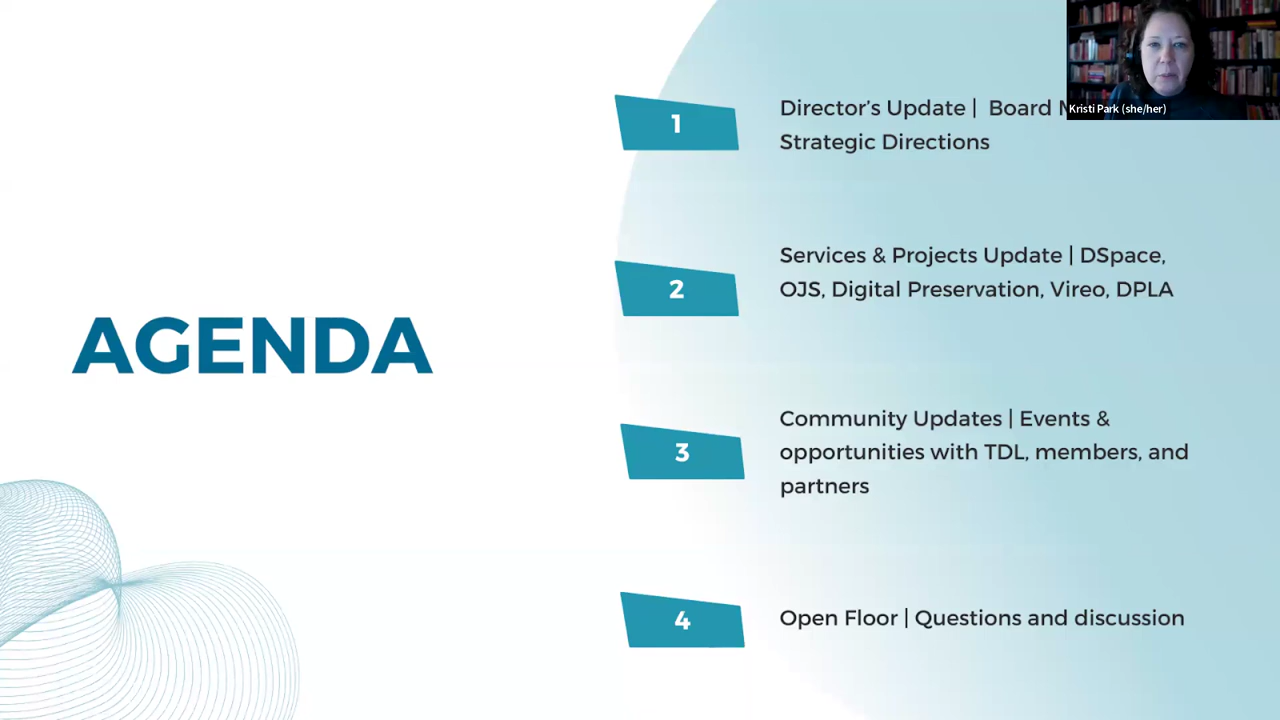 Kristi Park (she/her)
AGENDA
1
Director's Update | Board
Strategic Directions
2
Services & Projects Update | DSpace,
OJS, Digital Preservation, Vireo, DPLA
3
Community Updates | Events &
opportunities with TDL, members, and
partners
4
Open Floor | Questions and discussion